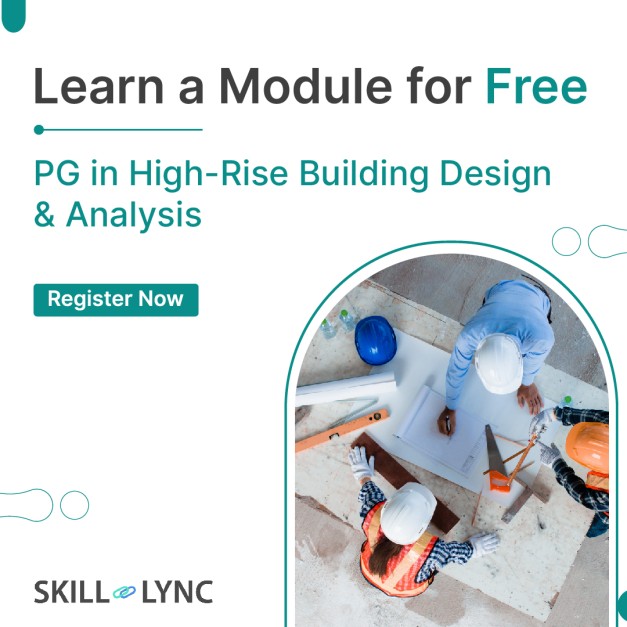 Learn a Module for Free
PG in High-Rise Building Design
& Analysis
Register Now
SKILL LYNC